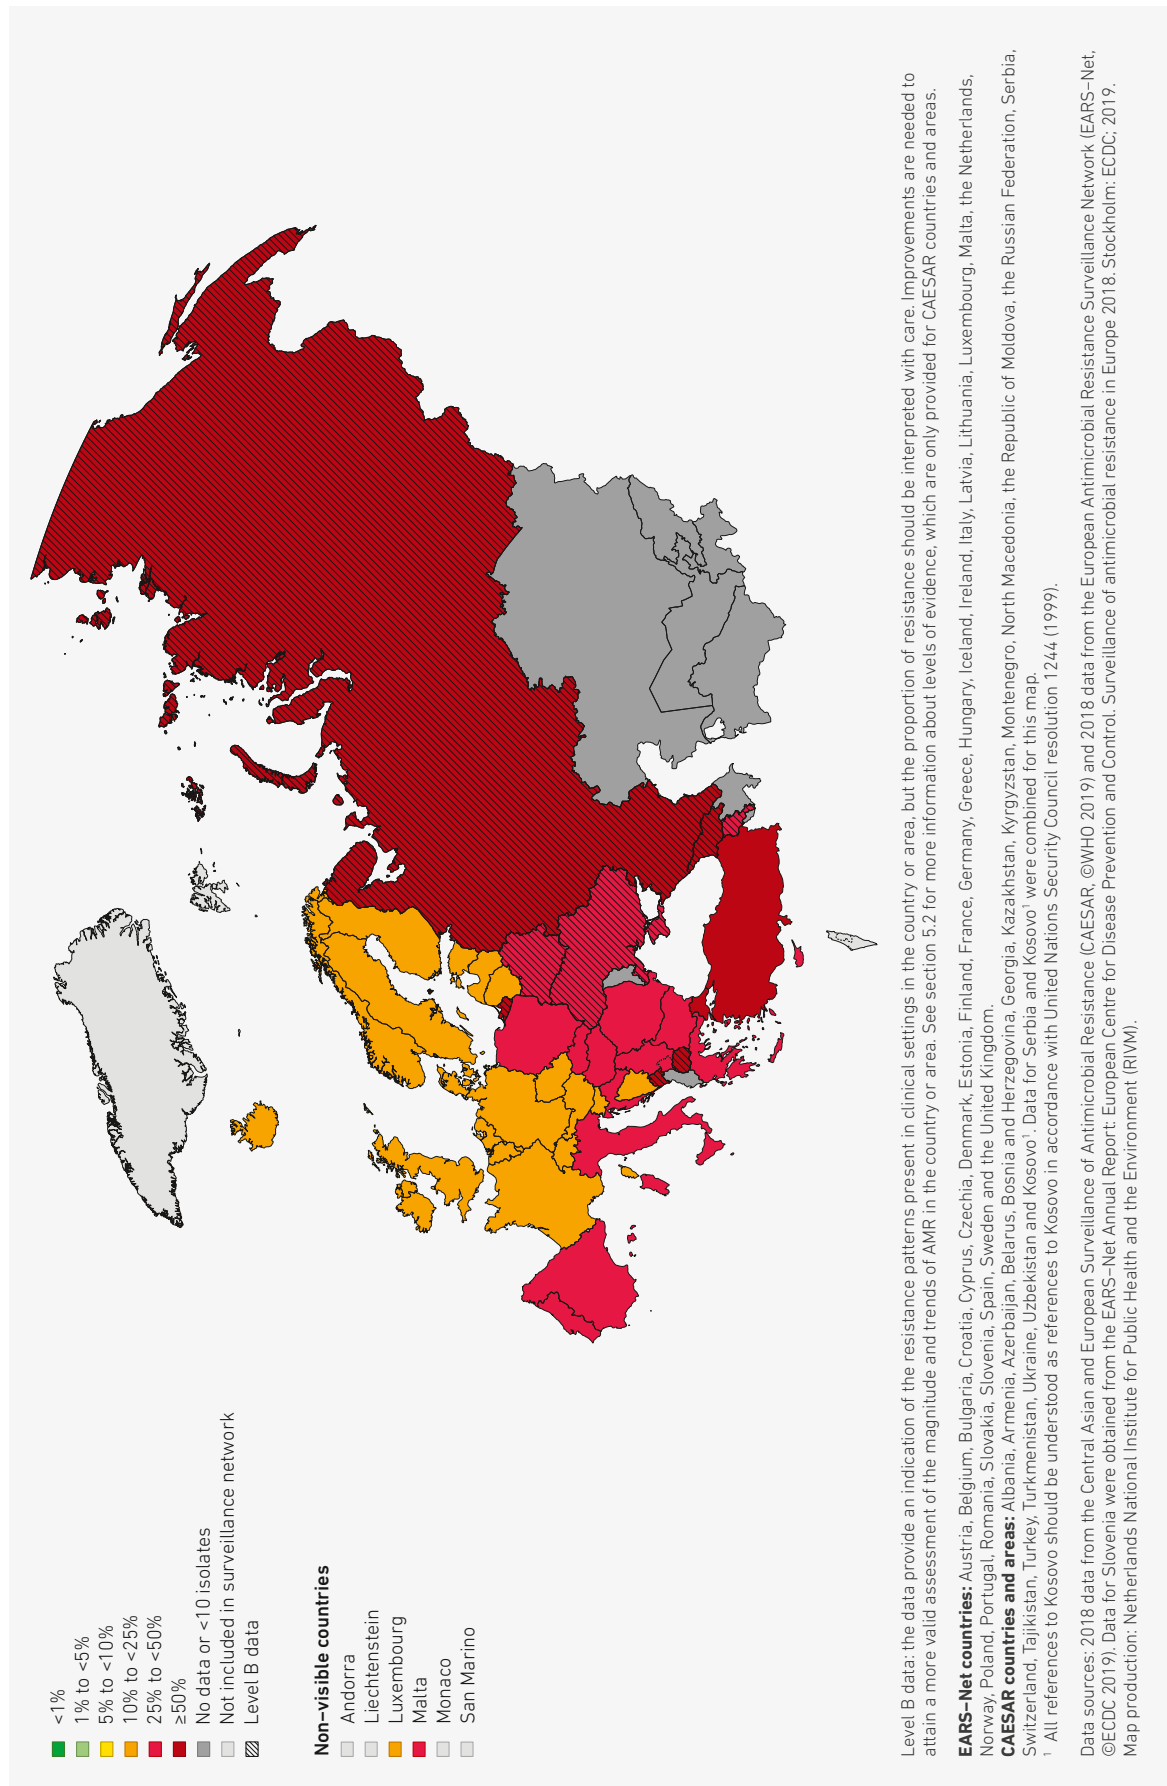 <1%
1% to <5%
5% to <10%
10% to <25%
25% to <50%
≥50%
No data or <10 isolates
Not included in surveillance network
Level B data
Non–visible countries
Andorra
Liechtenstein
Luxembourg
Malta
Monaco
San Marino
Level B data: the data provide an indication of the resistance patterns present in clinical settings in the country or area, but the proportion of resistance should be interpreted with care. Improvements are needed to
attain a more valid assessment of the magnitude and trends of AMR in the country or area. See section 5.2 for more information about levels of evidence, which are only provided for CAESAR countries and areas.
EARS–Net countries: Austria, Belgium, Bulgaria, Croatia, Cyprus, Czechia, Denmark, Estonia, Finland, France, Germany, Greece, Hungary, Iceland, Ireland, Italy, Latvia, Lithuania, Luxembourg, Malta, the Netherlands,
Norway, Poland, Portugal, Romania, Slovakia, Slovenia, Spain, Sweden and the United Kingdom.
CAESAR countries and areas: Albania, Armenia, Azerbaijan, Belarus, Bosnia and Herzegovina, Georgia, Kazakhstan, Kyrgyzstan, Montenegro, North Macedonia, the Republic of Moldova, the Russian Federation, Serbia,
Switzerland, Tajikistan, Turkey, Turkmenistan, Ukraine, Uzbekistan and Kosovo¹. Data for Serbia and Kosovo¹ were combined for this map.
¹ All references to Kosovo should be understood as references to Kosovo in accordance with United Nations Security Council resolution 1244 (1999).
Data sources: 2018 data from the Central Asian and European Surveillance of Antimicrobial Resistance (CAESAR, ©WHO 2019) and 2018 data from the European Antimicrobial Resistance Surveillance Network (EARS–Net,
©ECDC 2019). Data for Slovenia were obtained from the EARS–Net Annual Report: European Centre for Disease Prevention and Control. Surveillance of antimicrobial resistance in Europe 2018. Stockholm: ECDC; 2019.
Map production: Netherlands National Institute for Public Health and the Environment (RIVM).